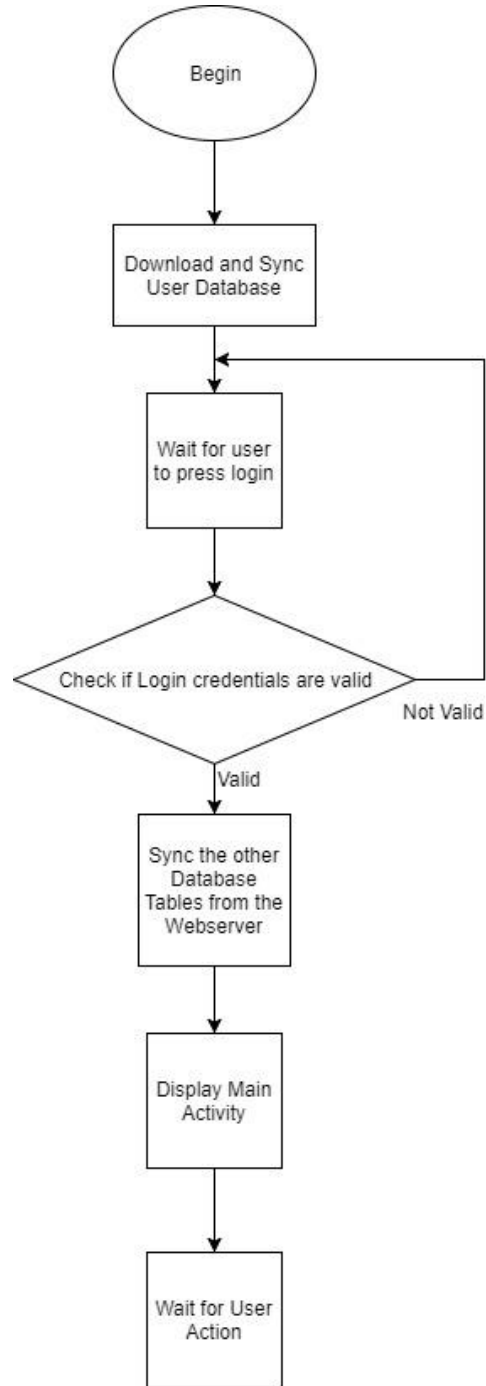 Begin
Download and Sync
User Database
Wait for user
to press login
Check if Login credentials are valid
Not Valid
Valid
Sync the other
Database
Tables from the
Webserver
Display Main
Activity
Wait for User
Action